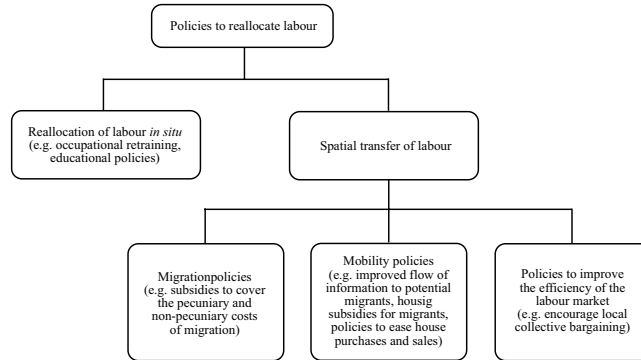 Policies to reallocate labour
Reallocation of labour in situ
(e.g. occupational retraining,
educational policies)
Spatial transfer of labour
Migrationpolicies
(e.g. subsidies to cover
the pecuniary and
non-pecuniary costs
of migration)
Mobility policies
(e.g. improved flow of
information to potential
migrants, housig
subsidies for migrants,
policies to ease house
purchases and sales)
Policies to improve
the efficiency of the
labour market
(e.g. encourage local
collective bargaining)